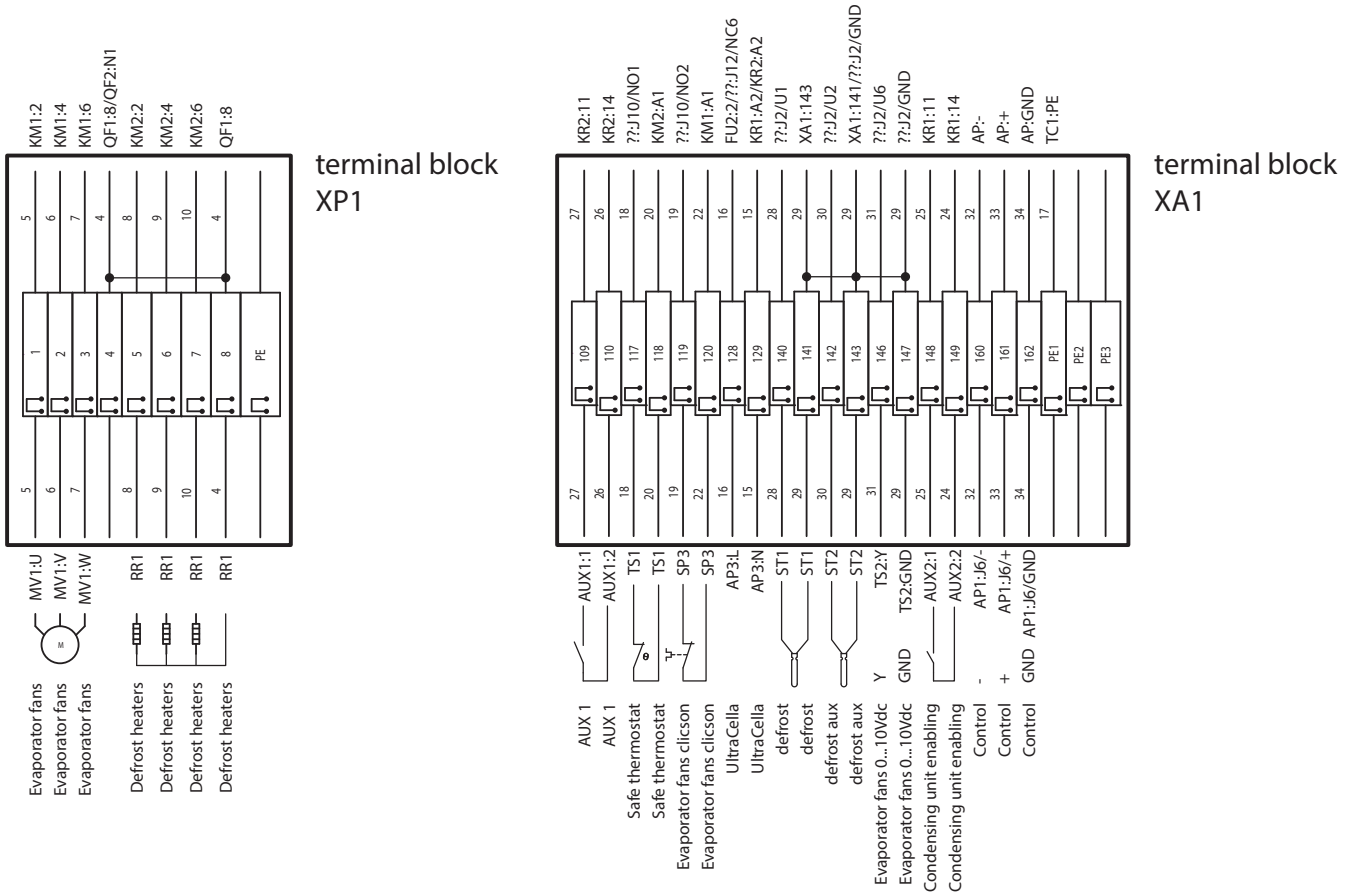 KM1:2
KM1:4
KM1:6
QF1:8/QF2:N1
KM2:2
KM2:4
KM2:6
QF1:8
terminal block
XP1
5
6
7
4
8
9
10
4
1
2
3
4
5
6
7
8
PE
5
6
7
8
9
10
4
MV1:U
MV1:V
MV1:W
RR1
RR1
RR1
RR1
M
Evaporator fans
Evaporator fans
Evaporator fans
Defrost heaters
Defrost heaters
Defrost heaters
Defrost heaters
KR2:11
KR2:14
??:J10/NO1
KM2:A1
??:J10/NO2
KM1:A1
FU2:2/??:J12/NC6
KR1:A2/KR2:A2
??:J2/U1
XA1:143
??:J2/U2
XA1:141/??:J2/GND
??:J2/U6
??:J2/GND
KR1:11
KR1:14
AP:-
AP:+
AP:GND
TC1:PE
terminal block
XA1
27
26
18
20
19
22
16
15
28
29
30
29
31
29
25
24
32
33
34
17
109
110
117
118
119
120
128
129
140
141
142
143
146
147
148
149
160
161
162
PE1
PE2
PE3
27
26
18
20
19
22
16
15
28
29
30
29
31
29
25
24
32
33
34
AUX1:1
AUX1:2
TS1
TS1
SP3
SP3
AP3:L
AP3:N
ST1
ST1
ST2
ST2
TS2:Y
TS2:GND
AUX2:1
AUX2:2
AP1:J6/-
AP1:J6/+
AP1:J6/GND
θ
Y
GND
-
+
GND
AUX 1
AUX 1
Safe thermostat
Safe thermostat
Evaporator fans clicson
Evaporator fans clicson
UltraCella
UltraCella
defrost
defrost
defrost aux
defrost aux
Evaporator fans 0...10Vdc
Evaporator fans 0...10Vdc
Condensing unit enabling
Condensing unit enabling
Control
Control
Control